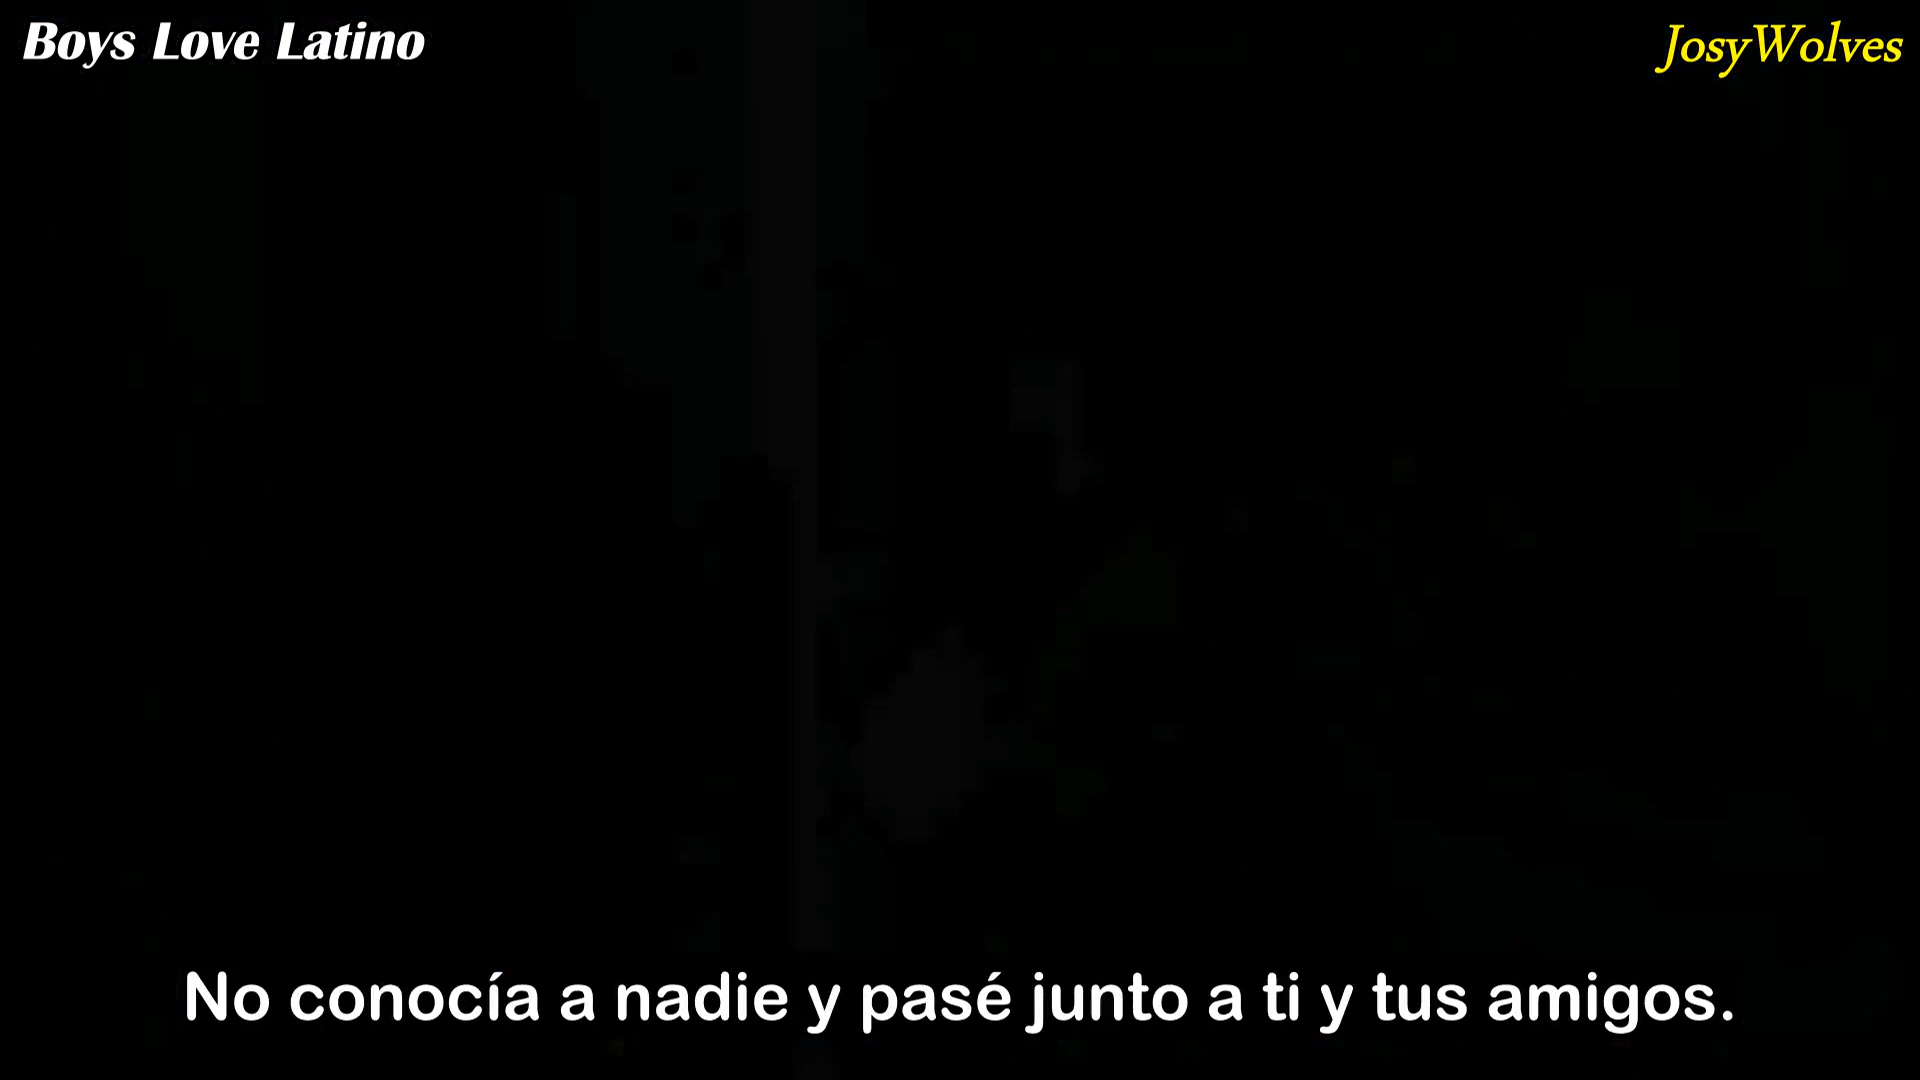 Boys Love Latino
JosyWolves
No conocía a nadie y pasé junto a ti y tus amigos.